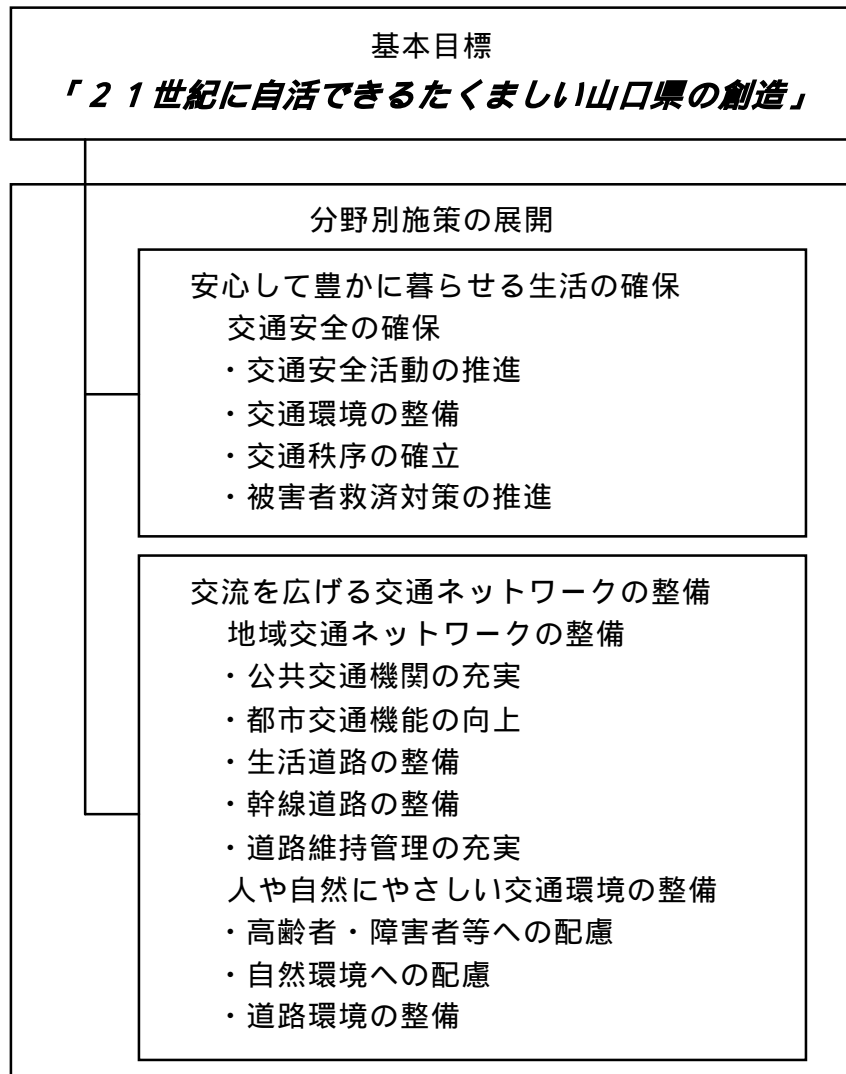 基本目標
「２１世紀に自活できるたくましい山口県の創造」
分野別施策の展開
安心して豊かに暮らせる生活の確保
交通安全の確保
・交通安全活動の推進
・交通環境の整備
・交通秩序の確立
・被害者救済対策の推進
交流を広げる交通ネットワークの整備
地域交通ネットワークの整備
・公共交通機関の充実
・都市交通機能の向上
・生活道路の整備
・幹線道路の整備
・道路維持管理の充実
人や自然にやさしい交通環境の整備
・高齢者・障害者等への配慮
・自然環境への配慮
・道路環境の整備